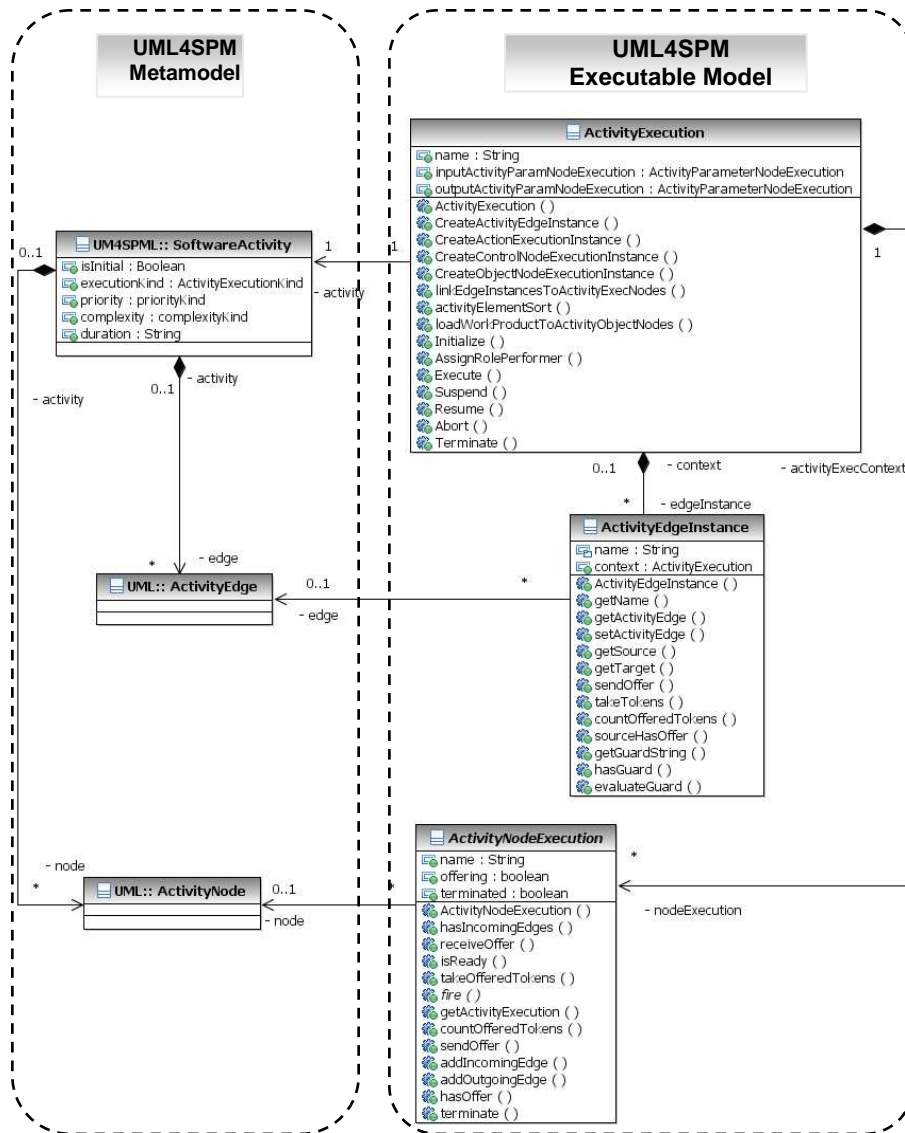 UML4SPM
Metamodel
UML4SPM
Executable Model
ActivityExecution
name : String
inputActivityParamNodeExecution : ActivityParameterNodeExecution
outputActivityParamNodeExecution : ActivityParameterNodeExecution
ActivityExecution ( )
CreateActivityEdgeInstance ( )
CreateActionExecutionInstance ( )
CreateControlNodeExecutionInstance ( )
CreateObjectNodeExecutionInstance ( )
linkEdgeInstancesToActivityExecNodes ( )
activityElementSort ( )
loadWorkProductToActivityObjectNodes ( )
Initialize ( )
AssignRolePerformer ( )
Execute ( )
Suspend ( )
Resume ( )
Abort ( )
Terminate ( )
1
0..1
UM4SPML:: SoftwareActivity
isInitial : Boolean
executionKind : ActivityExecutionKind
priority : priorityKind
complexity : complexityKind
duration : String
1
1
- activity
- activity
0..1
- activity
0..1
- context
- activityExecContext
*
- edgeInstance
ActivityEdgeInstance
name : String
context : ActivityExecution
ActivityEdgeInstance ( )
getName ( )
getActivityEdge ( )
setActivityEdge ( )
getSource ( )
getTarget ( )
sendOffer ( )
takeTokens ( )
countOfferedTokens ( )
sourceHasOffer ( )
getGuardString ( )
hasGuard ( )
evaluateGuard ( )
*
- edge
UML:: ActivityEdge
0..1
- edge
*
- node
*
UML:: ActivityNode
0..1
- node
*
ActivityNodeExecution
name : String
offering : boolean
terminated : boolean
ActivityNodeExecution ( )
hasIncomingEdges ( )
receiveOffer ( )
isReady ( )
takeOfferedTokens ( )
fire ( )
getActivityExecution ( )
countOfferedTokens ( )
sendOffer ( )
addIncomingEdge ( )
addOutgoingEdge ( )
hasOffer ( )
terminate ( )
*
- nodeExecution